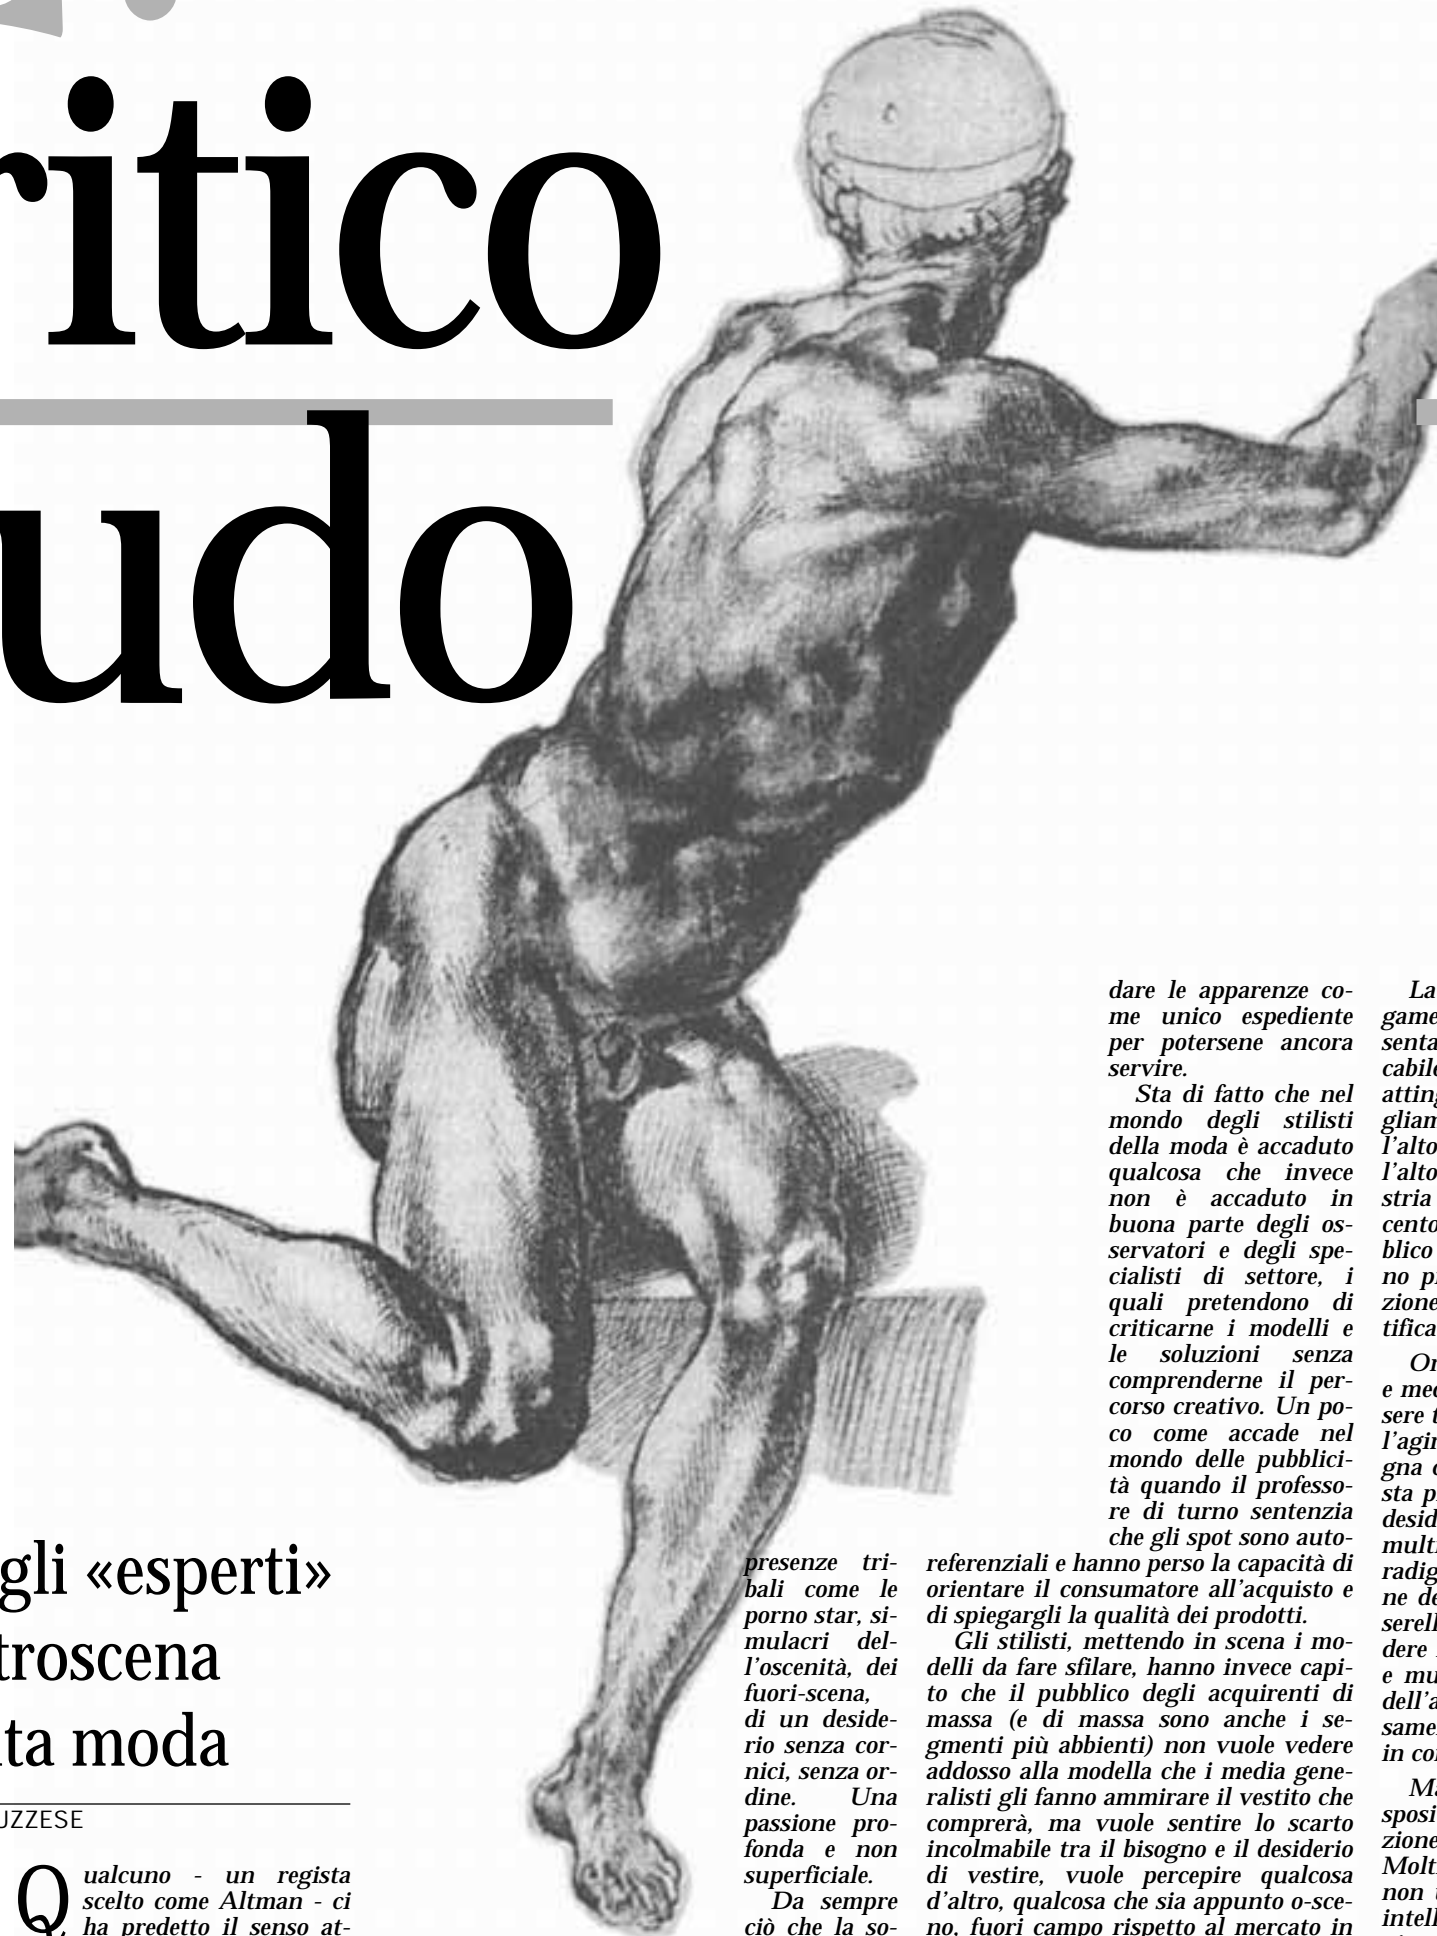 ritico
udo
gli «esperti»
troscena
lta moda
UZZESE
Qualcuno - un regista
scelto come Altman - ci
ha predetto il senso at-
presenze tri-
bali come le
porno star, si-
mulacri del-
l'oscenità, dei
fuori-scena,
di un deside-
rio senza cor-
nici, senza or-
dine. Una
passione pro-
fonda e non
superficiale.
Da sempre
ciò che la so-
dare le apparenze co-
me unico espediente
per potersene ancora
servire.
Sta di fatto che nel
mondo degli stilisti
della moda è accaduto
qualcosa che invece
non è accaduto in
buona parte degli os-
servatori e degli spe-
cialisti di settore, i
quali pretendono di
criticarne i modelli e
le soluzioni senza
comprenderne il per-
corso creativo. Un po-
co come accade nel
mondo delle pubblici-
tà quando il professo-
re di turno sentenzia
che gli spot sono auto-
referenziali e hanno perso la capacità di
orientare il consumatore all'acquisto e
di spiegargli la qualità dei prodotti.
Gli stilisti, mettendo in scena i mo-
delli da fare sfilare, hanno invece capi-
to che il pubblico degli acquirenti di
massa (e di massa sono anche i se-
gmenti più abbienti) non vuole vedere
addosso alla modella che i media gene-
ralisti gli fanno ammirare il vestito che
comprerà, ma vuole sentire lo scarto
incolmabile tra il bisogno e il desiderio
di vestire, vuole percepire qualcosa
d'altro, qualcosa che sia appunto o-sce-
no, fuori campo rispetto al mercato in
La
game
senta
cabile
atting
gliam
l'alto
l'alto
stria
cento
blico
no p
zione
tifica
e med
sere t
l'agir
gna
sta p
desid
mult
radig
ne de
serell
dere
e mu
dell'a
same
in co
Ma
sposi
zione
Molt
non
intell